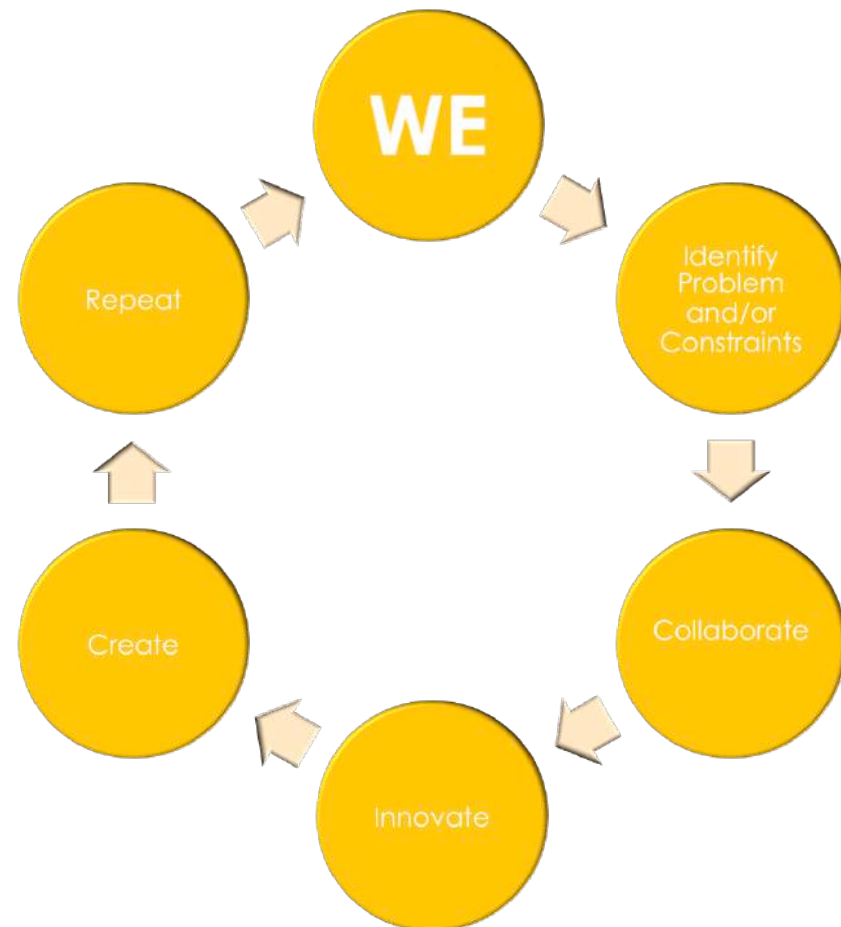 WE
Identify
Problem
and/or
Constraints
Collaborate
Innovate
Create
Repeat